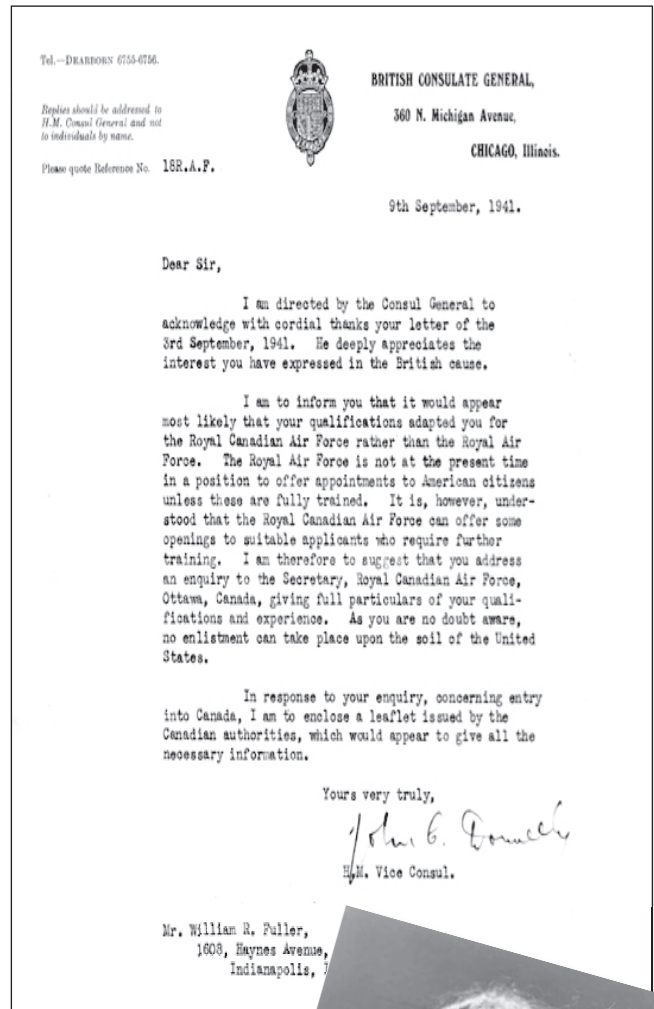 Tel.—DEARBORN 6755-6756.
Replies should be addressed to
H.M. Consul General and not
to individuals by name.
Please quote Reference No. 18R.A.F.
BRITISH CONSULATE GENERAL,
360 N. Michigan Avenue,
CHICAGO, Illinois.
9th September, 1941.
Dear Sir,
I am directed by the Consul General to
acknowledge with cordial thanks your letter of the
3rd September, 1941. He deeply appreciates the
interest you have expressed in the British cause.
I am to inform you that it would appear
most likely that your qualifications adapted you for
the Royal Canadian Air Force rather than the Royal Air
Force. The Royal Air Force is not at the present time
in a position to offer appointments to American citizens
unless these are fully trained. It is, however, under-
stood that the Royal Canadian Air Force can offer some
openings to suitable applicants who require further
training. I am therefore to suggest that you address
an enquiry to the Secretary, Royal Canadian Air Force,
Ottawa, Canada, giving full particulars of your quali-
fications and experience. As you are no doubt aware,
no enlistment can take place upon the soil of the United
States.
In response to your enquiry, concerning entry
into Canada, I am to enclose a leaflet issued by the
Canadian authorities, which would appear to give all the
necessary information.
Yours very truly,
John
H.M. Vice Consul.
Mr. William R. Fuller,
1608, Haynes Avenue,
Indianapolis,